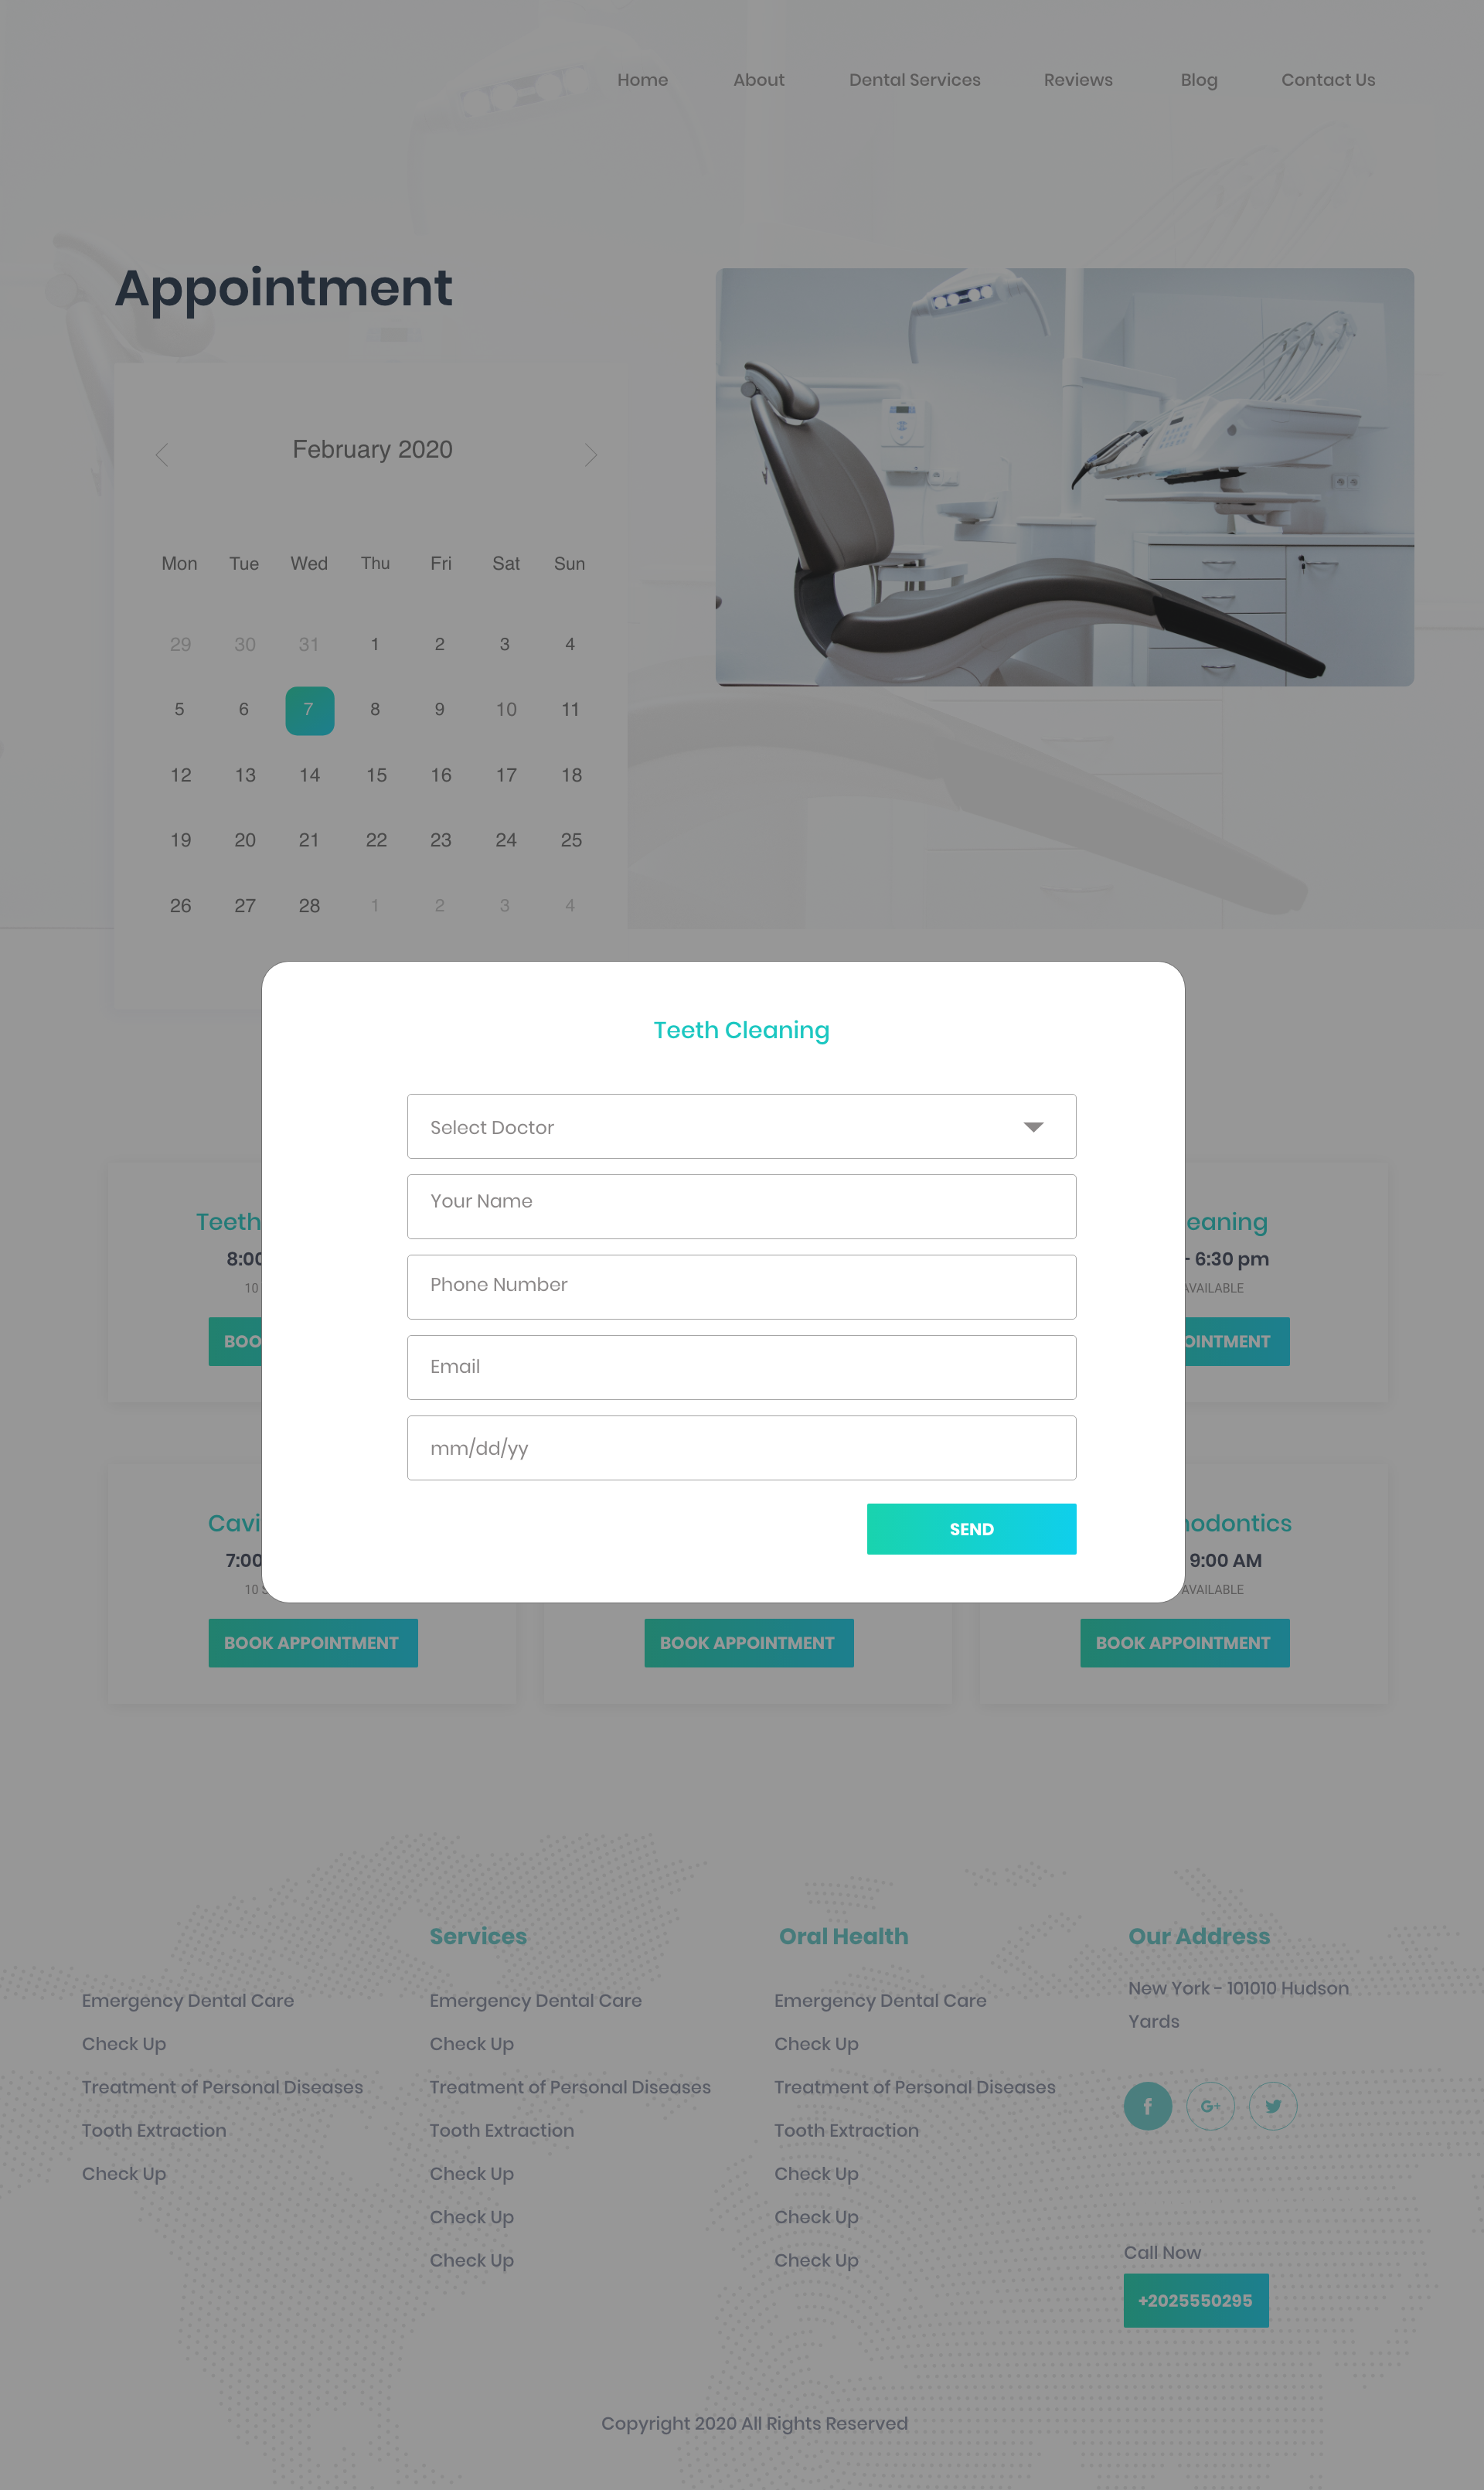 Home About Dental Services Reviews Blog Contact Us
Appointment
February 2020
Mon Tue Wed Thu Fri Sat Sun
29 30 31 1 2 3 4
5 6 7 8 9 10 11
12 13 14 15 16 17 18
19 20 21 22 23 24 25
26 27 28 1 2 3 4
Teeth Cleaning
Select Doctor
Your Name
Phone Number
Email
mm/dd/yy
SEND
Teeth
8:00
10
BOO
eaning
- 6:30 pm
AVAILABLE
OINTMENT
Cavi
7:00
10 S
BOOK APPOINTMENT
BOOK APPOINTMENT
hodontics
9:00 AM
AVAILABLE
BOOK APPOINTMENT
Emergency Dental Care
Check Up
Treatment of Personal Diseases
Tooth Extraction
Check Up
Services
Emergency Dental Care
Check Up
Treatment of Personal Diseases
Tooth Extraction
Check Up
Check Up
Check Up
Oral Health
Emergency Dental Care
Check Up
Treatment of Personal Diseases
Tooth Extraction
Check Up
Check Up
Check Up
Our Address
New York - 101010 Hudson
Yards
f G+
Call Now
+2025550295
Copyright 2020 All Rights Reserved